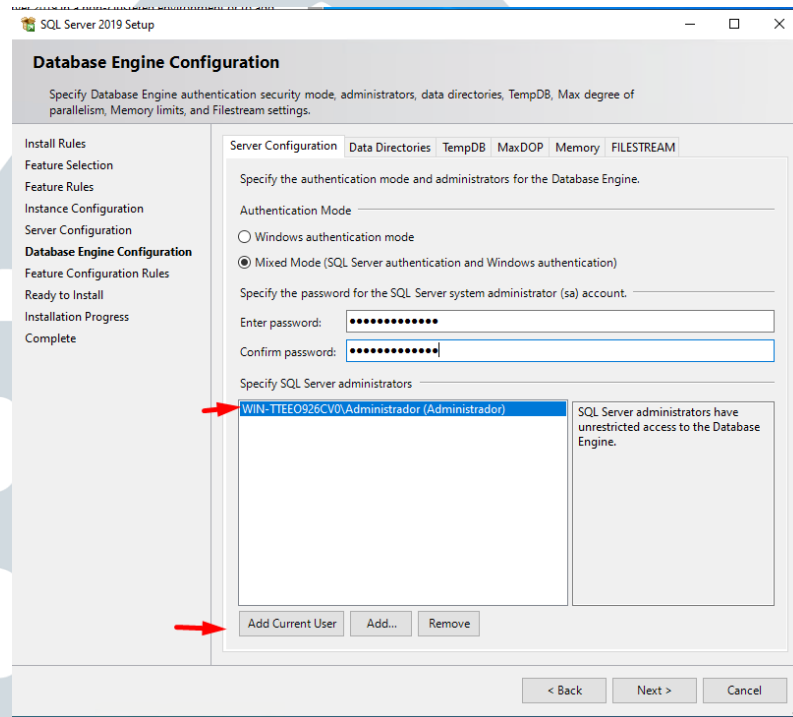 SQL Server 2019 Setup
Database Engine Configuration
Specify Database Engine authentication security mode, administrators, data directories, TempDB, Max degree of
parallelism, Memory limits, and Filestream settings.
Install Rules
Feature Selection
Feature Rules
Instance Configuration
Server Configuration
Database Engine Configuration
Feature Configuration Rules
Ready to Install
Installation Progress
Complete
Server Configuration Data Directories TempDB MaxDOP Memory FILESTREAM
Specify the authentication mode and administrators for the Database Engine.
Authentication Mode
Windows authentication mode
Mixed Mode (SQL Server authentication and Windows authentication)
Specify the password for the SQL Server system administrator (sa) account.
Enter password: ●●●●●●●●●●●●●
Confirm password: ●●●●●●●●●●●●●
Specify SQL Server administrators
WIN-TTEEO926CV0\Administrador (Administrador)
SQL Server administrators have
unrestricted access to the Database
Engine.
Add Current User Add... Remove
< Back Next > Cancel